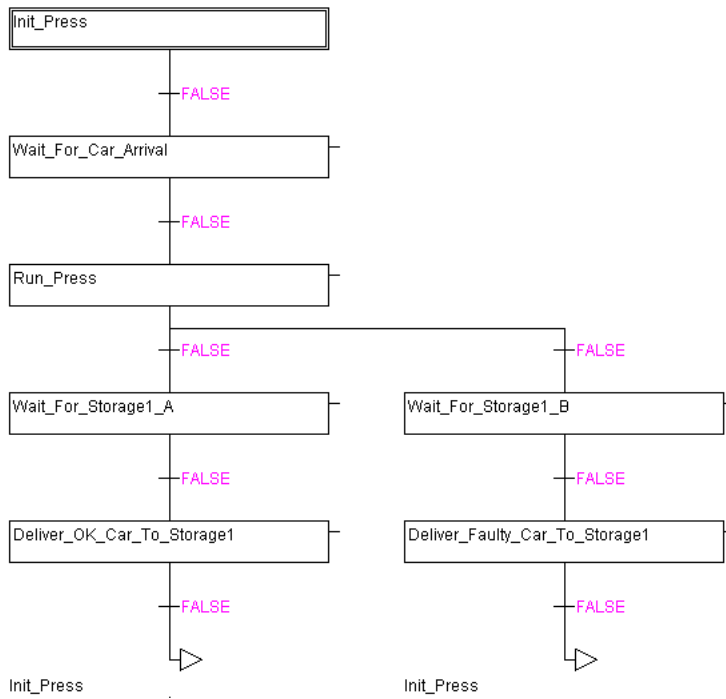 Init_Press
FALSE
Wait_For_Car_Arrival
FALSE
Run_Press
FALSE
FALSE
Wait_For_Storage1_A
Wait_For_Storage1_B
FALSE
FALSE
Deliver_OK_Car_To_Storage1
Deliver_Faulty_Car_To_Storage1
FALSE
FALSE
Init_Press
Init_Press